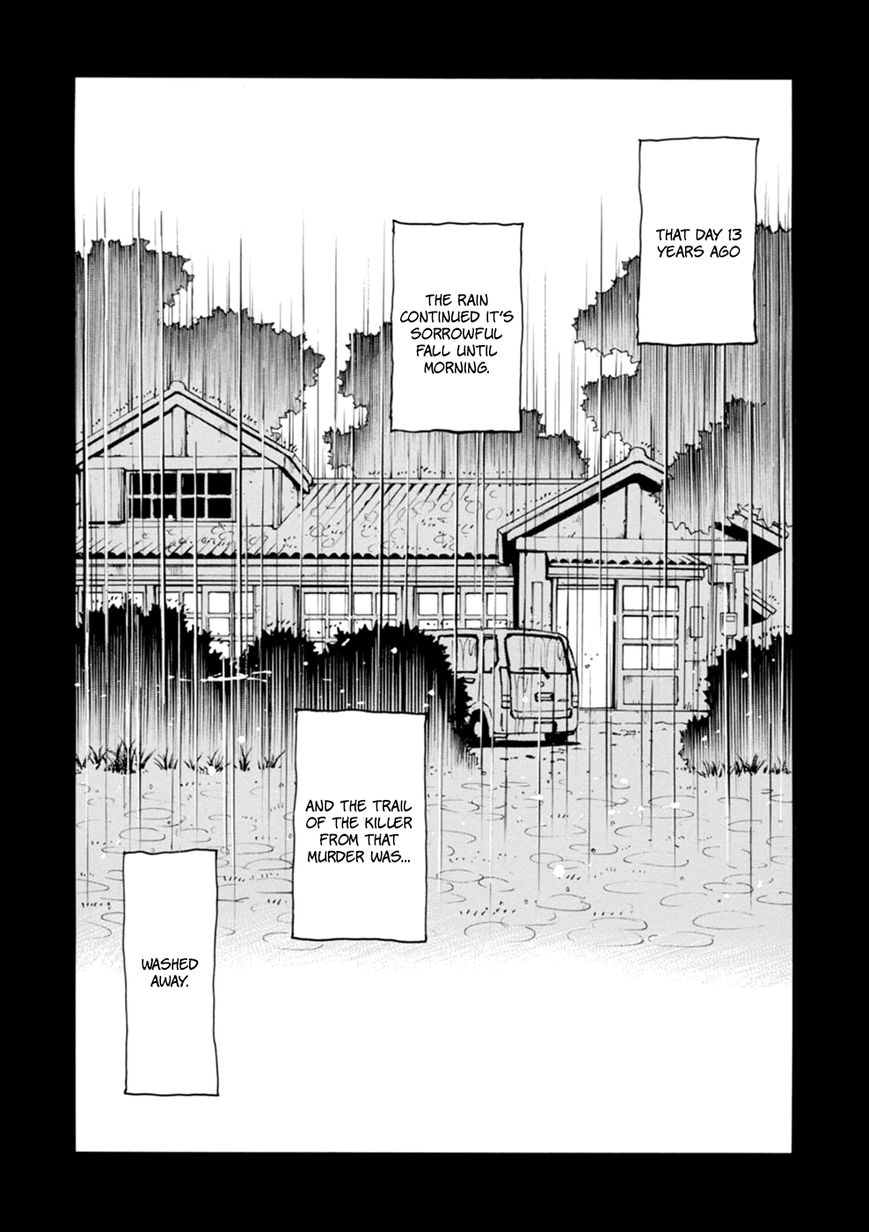 THAT DAY 13
YEARS AGO
THE RAIN
CONTINUED IT'S
SORROWFUL
FALL UNTIL
MORNING.
AND THE TRAIL
OF THE KILLER
FROM THAT
MURDER WAS...
WASHED
AWAY.